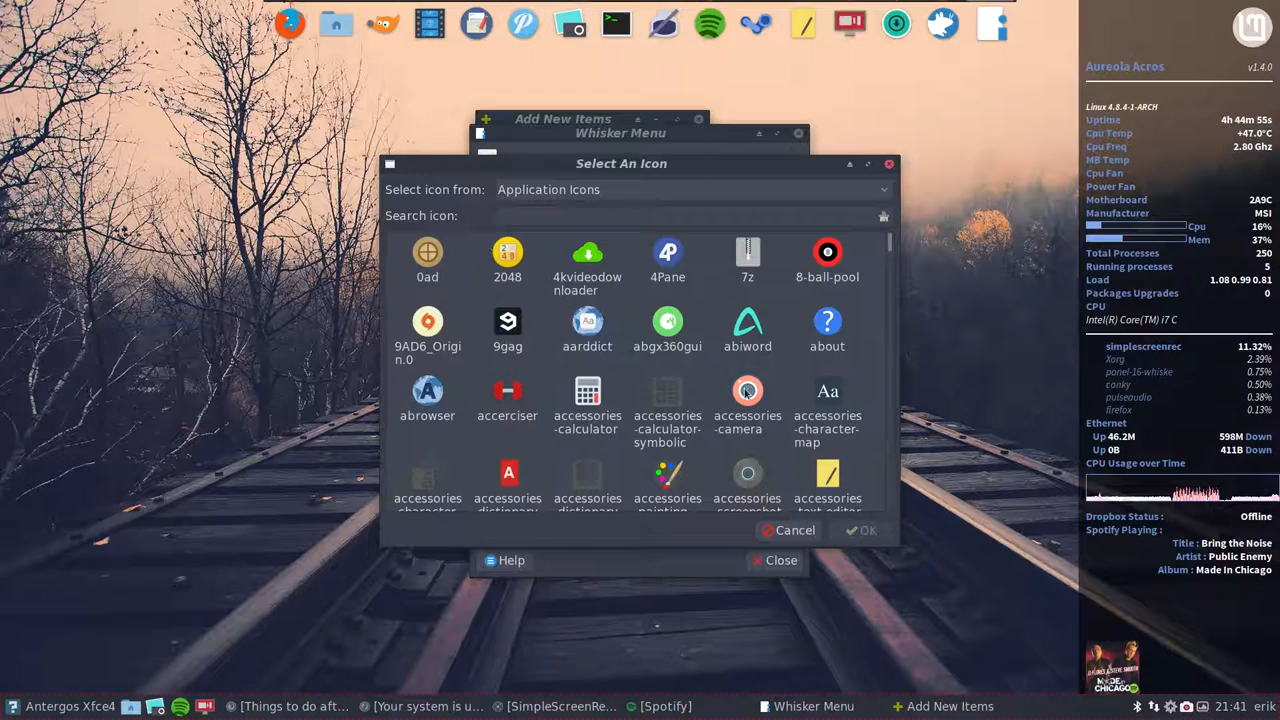 Add New Items
Whisker Menu
Select An Icon
Select icon from: Application Icons
Search icon:
0ad
2048
4kvideodow
nloader
4Pane
7z
8-ball-pool
9AD6_Origi
n.0
9gag
aarddict
abgx360gui
abiword
about
abrowser
accerciser
accessories
-calculator
accessories
-calculator-
symbolic
accessories
-camera
accessories
-character-
map
accessories
accessories
accessories
accessories
accessories
accessories
Cancel
OK
Help
Close
Aureola Acros v1.4.0
Linux 4.8.4-1-ARCH
Uptime 4h 44m 55s
Cpu Temp +47.0°C
Cpu Freq 2.80 Ghz
MB Temp
Cpu Fan
Power Fan
Motherboard 2A9C
Manufacturer MSI
Cpu 16%
Mem 37%
Total Processes 250
Running processes 5
Load 1.08 0.99 0.81
Packages Upgrades 0
CPU
Intel(R) Core(TM) i7 C
simplescreenrec 11.32%
Xorg 2.39%
panel-16-whiske 0.75%
conky 0.50%
pulseaudio 0.38%
firefox 0.13%
Ethernet
Up 46.2M 598M Down
Up 0B 411B Down
CPU Usage over Time
Dropbox Status : Offline
Spotify Playing :
Title : Bring the Noise
Artist : Public Enemy
Album : Made In Chicago
MADE IN
CHICAGO
Antergos Xfce4
[Things to do aft...
[Your system is u...
[SimpleScreenRe...
[Spotify]
Whisker Menu
Add New Items
21:41 erik